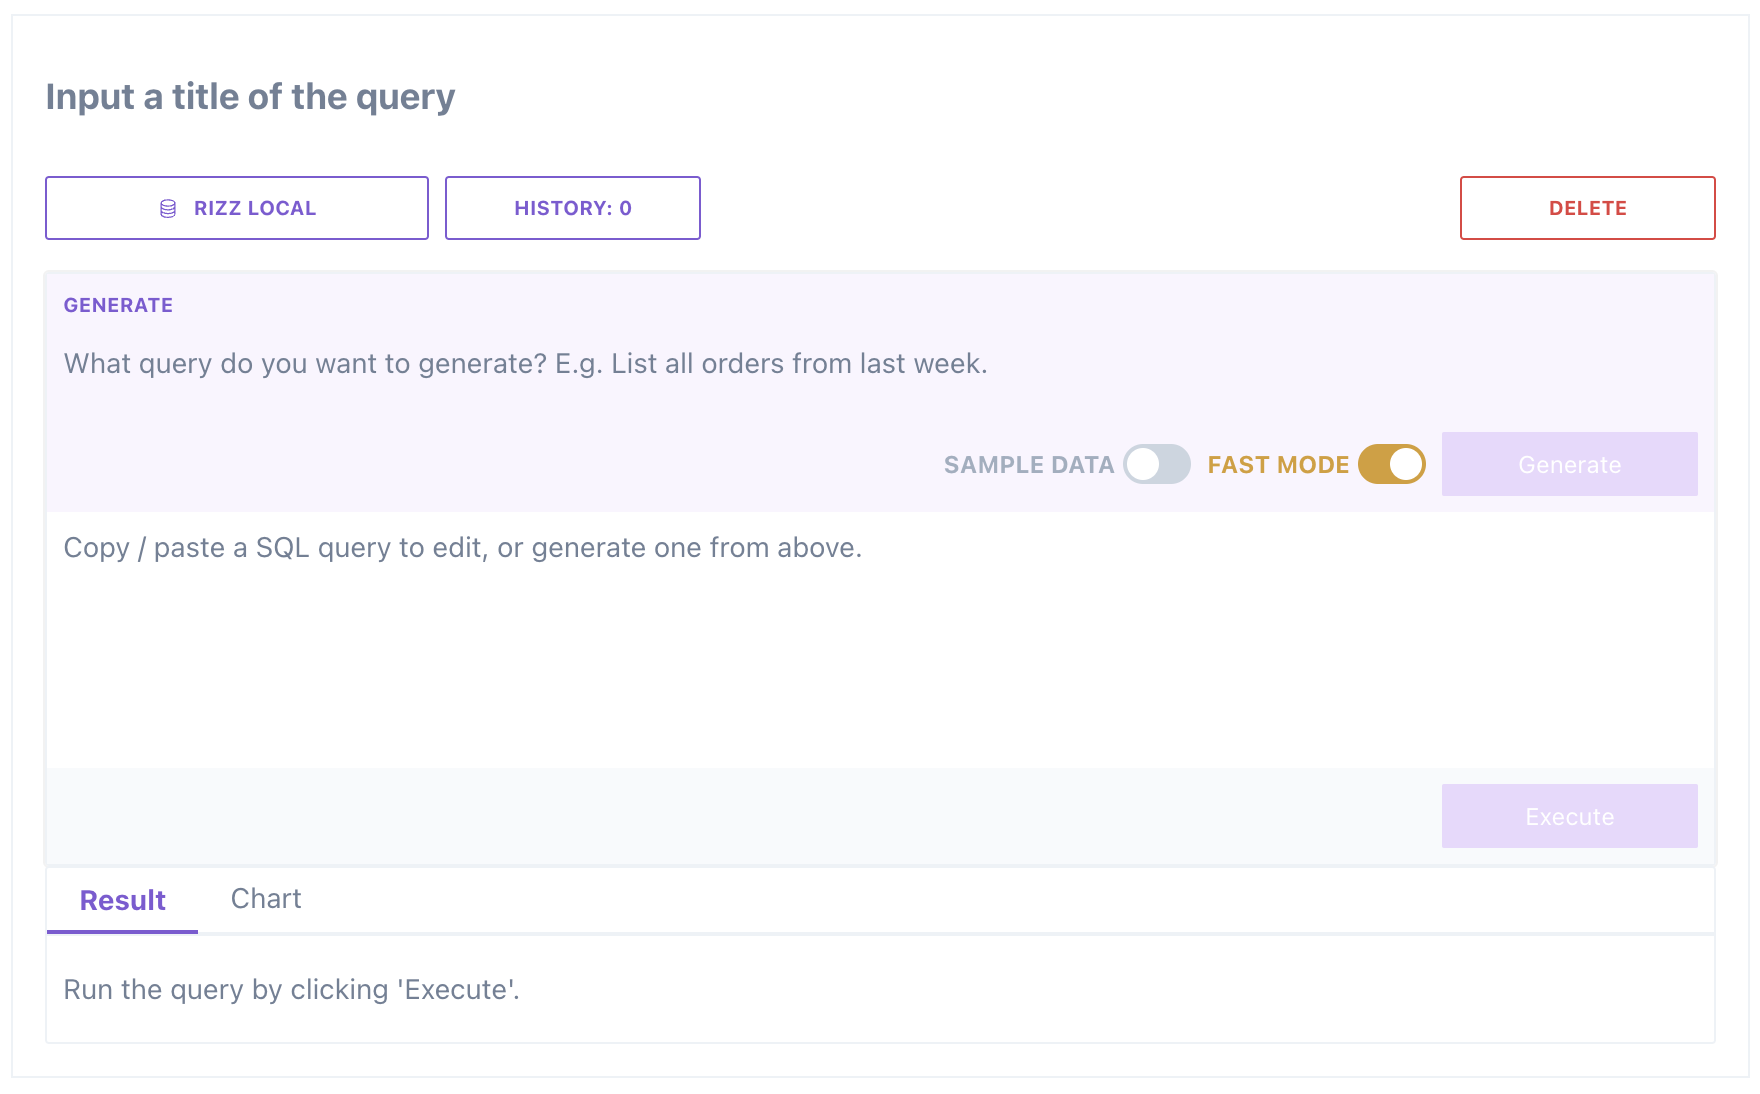 Input a title of the query
RIZZ LOCAL
HISTORY: 0
DELETE
GENERATE
What query do you want to generate? E.g. List all orders from last week.
SAMPLE DATA
FAST MODE
Generate
Copy / paste a SQL query to edit, or generate one from above.
Execute
Result
Chart
Run the query by clicking 'Execute'.